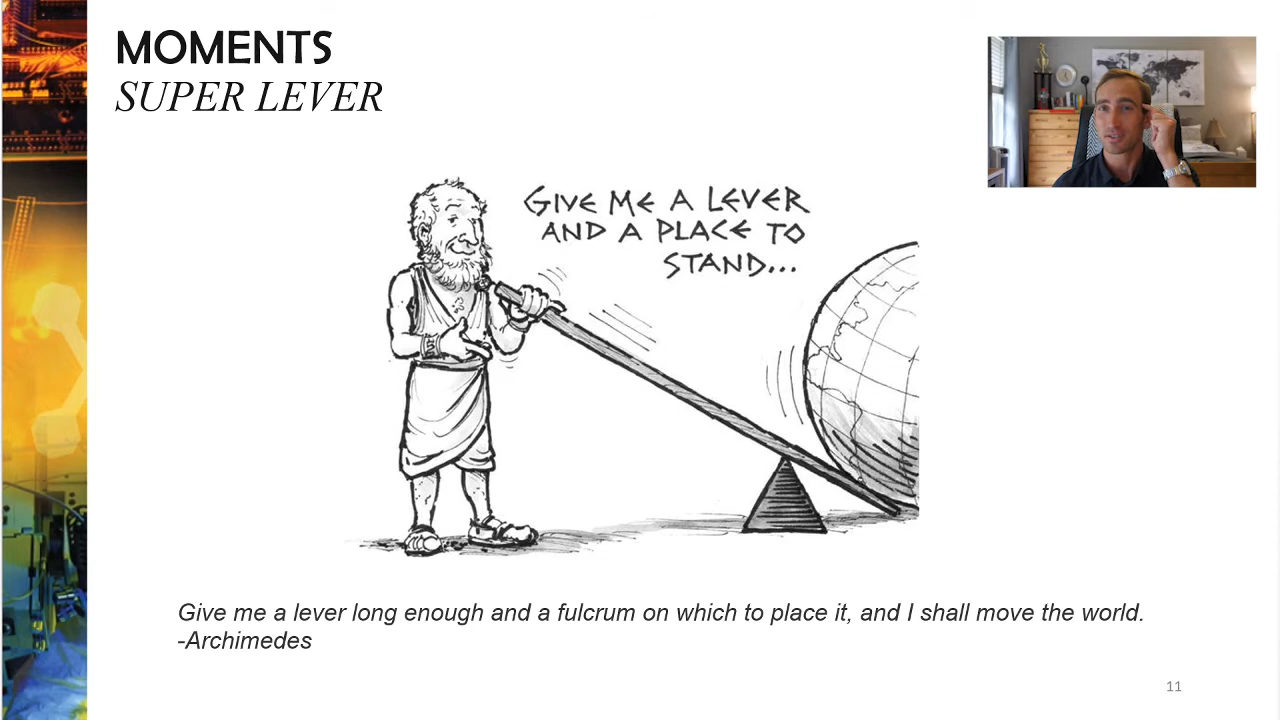 MOMENTS
SUPER LEVER
GIVE ME A LEVER
AND A PLACE TO
STAND...
Give me a lever long enough and a fulcrum on which to place it, and I shall move the world.
-Archimedes
11